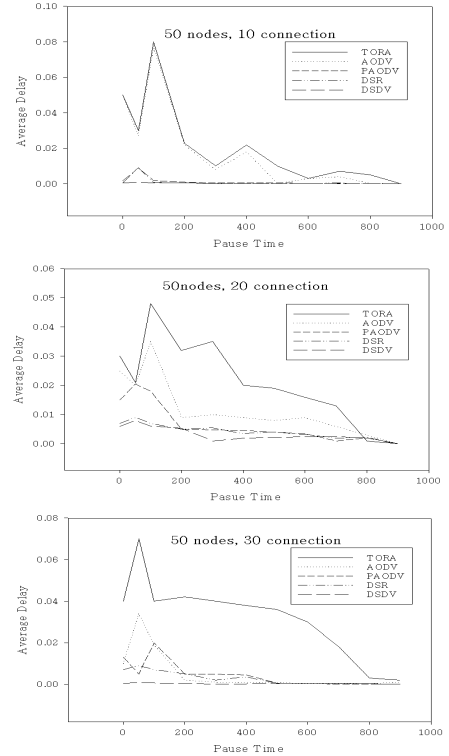 0.10
50 nodes, 10 connection
TORA
AODV
PAODV
DSR
DSDV
0.08
0.06
0.04
0.02
0.00
Average Delay
0 200 400 600 800 1000
Pause Time
0.06
50nodes, 20 connection
TORA
AODV
PAODV
DSR
DSDV
0.05
0.04
0.03
0.02
0.01
0.00
Average Delay
0 200 400 600 800 1000
Pasue Time
0.08
50 nodes, 30 connection
TORA
AODV
PAODV
DSR
DSDV
0.06
0.04
0.02
0.00
Average Delay
0 200 400 600 800 1000
Pause Time